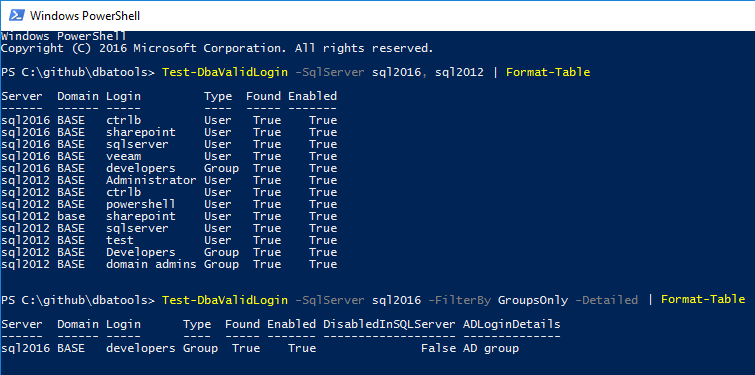 Windows PowerShell
Windows PowerShell
Copyright (C) 2016 Microsoft Corporation. All rights reserved.
PS C:\github\dbatools> Test-DbaValidLogin -SqlServer sql2016, sql2012 | Format-Table
Server  Domain Login         Type  Found Enabled
------  ------ -----         ----  ----- -------
sql2016 BASE   ctrlb         User   True    True
sql2016 BASE   sharepoint    User   True    True
sql2016 BASE   sqlserver     User   True    True
sql2016 BASE   veeam         User   True    True
sql2016 BASE   developers    Group  True    True
sql2012 BASE   Administrator User   True    True
sql2012 BASE   ctrlb         User   True    True
sql2012 BASE   powershell    User   True    True
sql2012 base   sharepoint    User   True    True
sql2012 BASE   sqlserver     User   True    True
sql2012 BASE   test          User   True    True
sql2012 BASE   Developers    Group  True    True
sql2012 BASE   domain admins Group  True    True
PS C:\github\dbatools> Test-DbaValidLogin -SqlServer sql2016 -FilterBy GroupsOnly -Detailed | Format-Table
Server  Domain Login      Type  Found Enabled DisabledInSQLServer ADLoginDetails
------  ------ -----      ----  ----- ------- ------------------- --------------
sql2016 BASE   developers Group  True    True               False AD group